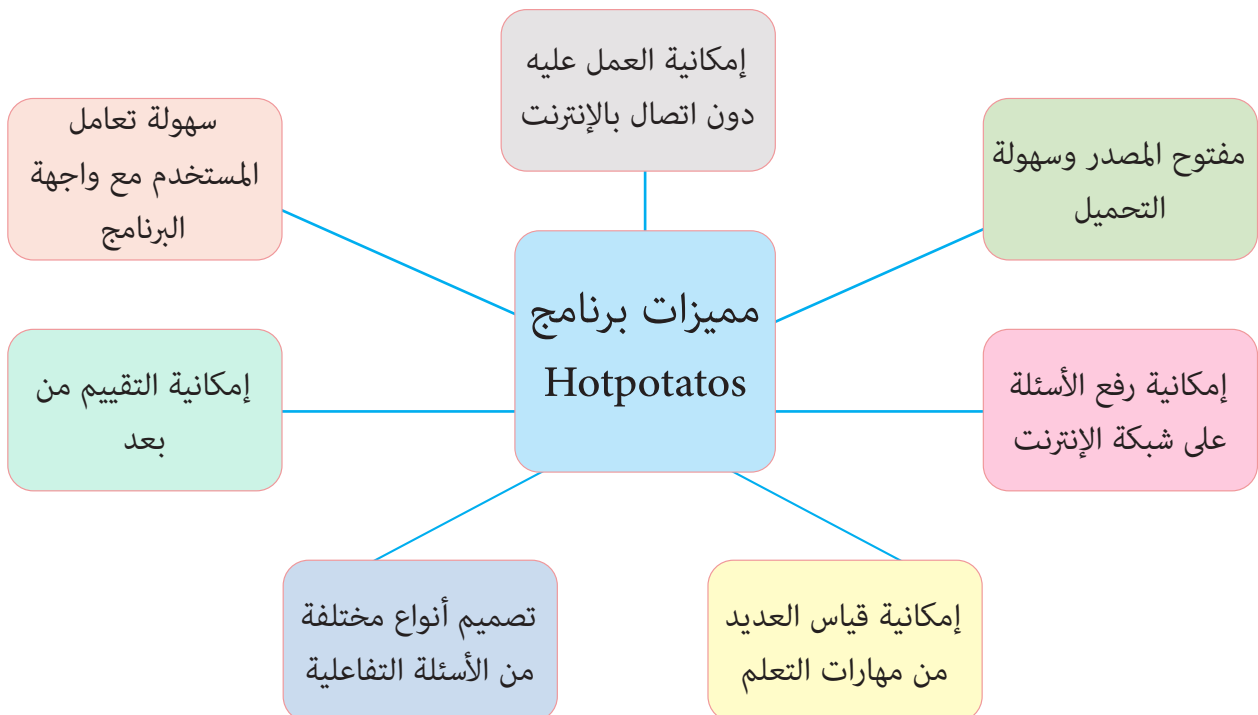 إمكانية العمل عليه
دون اتصال بالإنترنت
مفتوح المصدر وسهولة
التحميل
سهولة تعامل
المستخدم مع واجهة
البرنامج
مميزات برنامج
Hotpotatos
إمكانية رفع الأسئلة
على شبكة الإنترنت
إمكانية التقييم من
بعد
إمكانية قياس العديد
من مهارات التعلم
تصميم أنواع مختلفة
من الأسئلة التفاعلية